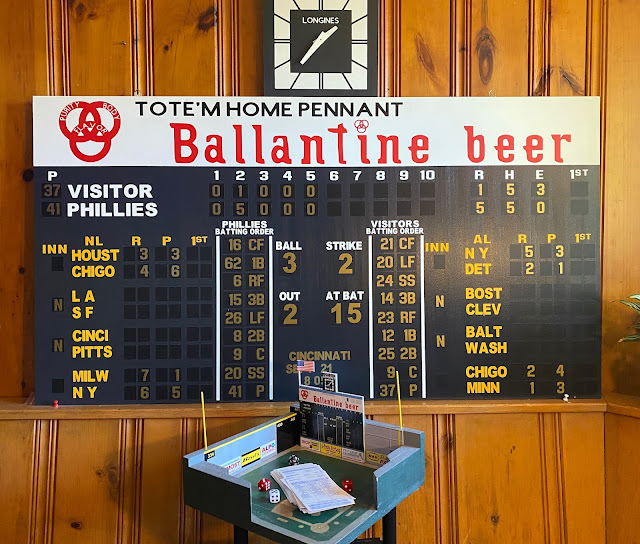 LONGINES
PURITY BODY FLAVOR
TOTE'M HOME PENNANT
Ballantine beer
P 1 2 3 4 5 6 7 8 9 10 R H E 1ST
37 VISITOR 0 1 0 0 0 1 5 3
41 PHILLIES 0 5 0 0 0 5 5 0
INN NL R P 1ST
HOUST 3 3
CHIGO 4 6
N L A
S F
N CINCI
PITTS
MILW 7 1
N Y 6 5
PHILLIES
BATTING ORDER
16 CF
62 1B
6 RF
15 3B
26 LF
8 2B
9 C
20 SS
41 P
BALL STRIKE
3 2
OUT AT BAT
2 15
CINCINNATI
21
VISITORS
BATTING ORDER
21 CF
20 LF
24 SS
14 3B
23 RF
12 1B
25 2B
9 C
37 P
INN AL R P 1ST
N Y 5 3
DET 2 1
N BOST
CLEV
N BALT
WASH
CHIGO 2 4
MINN 1 3
Ballantine beer